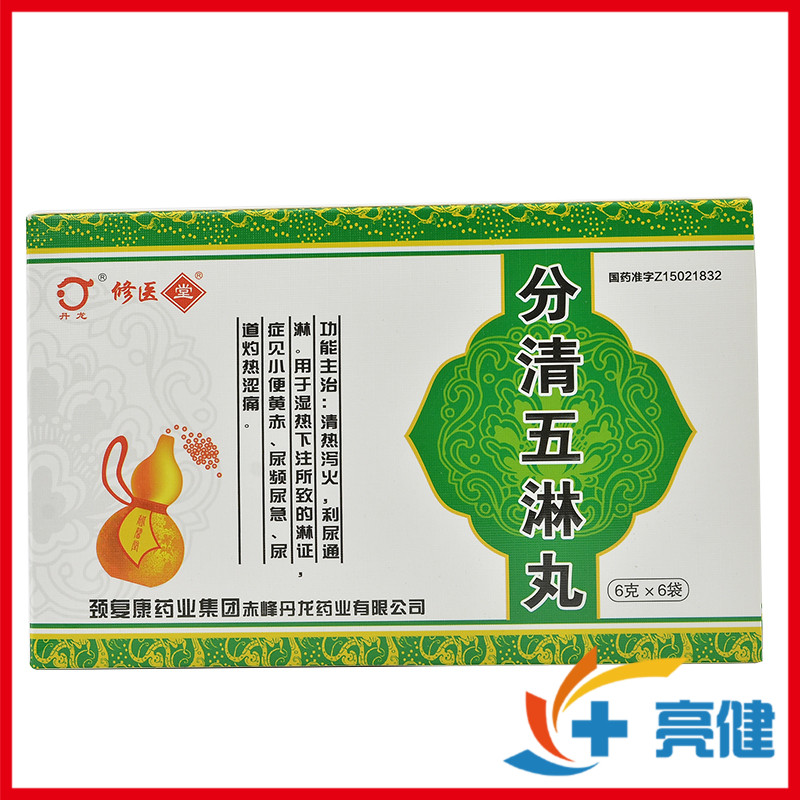 丹龙
®
修医堂
®
国药准字Z15021832
分清五淋丸
功能主治:清热泻火,利尿通
淋。用于湿热下注所致的淋证,
症见小便黄赤、尿频尿急、尿
道灼热涩痛。
6克×6袋
颈复康药业集团赤峰丹龙药业有限公司
亮健